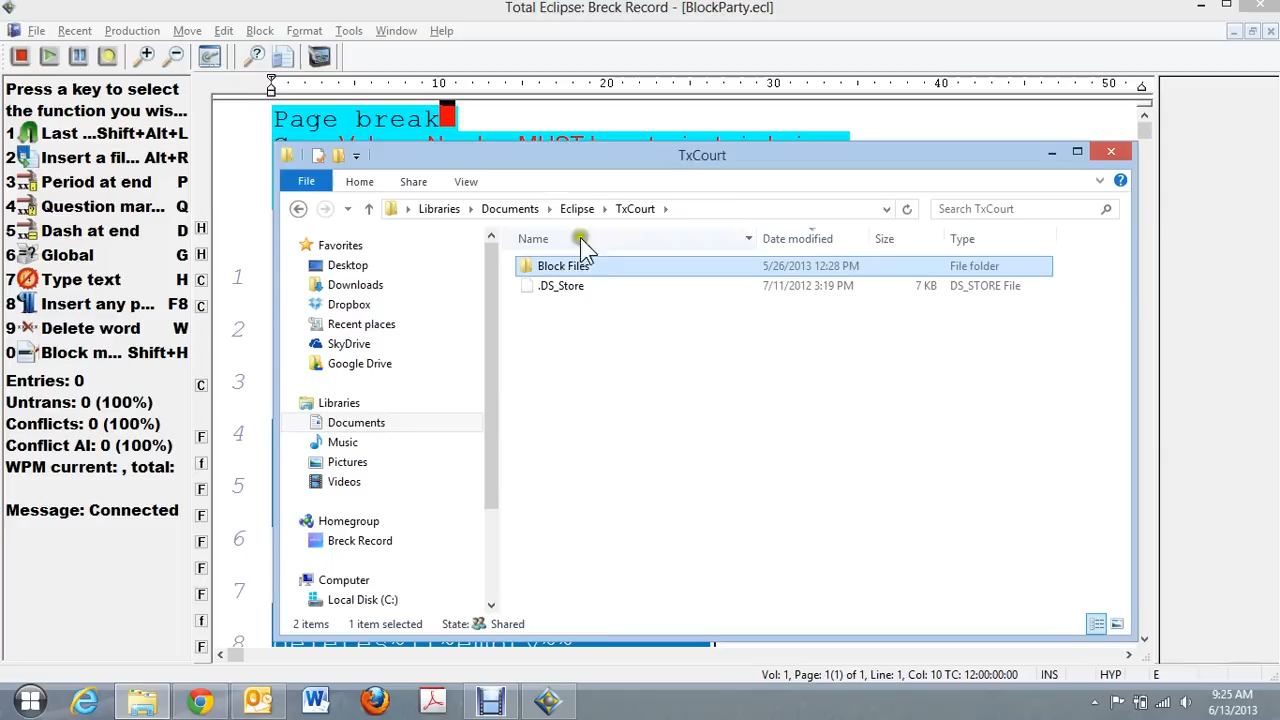 Total Eclipse: Breck Record - [BlockParty.ecl]
File Recent Production Move Edit Block Format Tools Window Help
Press a key to select
the function you wis...
1 Last ...Shift+Alt+L
2 Insert a fil... Alt+R
3 Period at end P
4 Question mar... Q
5 Dash at end D
6 Global G
7 Type text T
8 Insert any p... F8
9 Delete word W
0 Block m... Shift+H
Entries: 0
Untrans: 0 (100%)
Conflicts: 0 (100%)
Conflict AI: 0 (100%)
WPM current: , total:
Message: Connected
H
H
C
C
F
f
F
F
F
F
F
f
F
10 20 30 40 50
Page break
1
2
3
4
5
6
7
8
TxCourt
File Home Share View
Libraries Documents Eclipse TxCourt
Search TxCourt
Favorites
Desktop
Downloads
Dropbox
Recent places
SkyDrive
Google Drive
Libraries
Documents
Music
Pictures
Videos
Homegroup
Breck Record
Computer
Local Disk (C:)
Name Date modified Size Type
Block Files 5/26/2013 12:28 PM File folder
.DS_Store 7/11/2012 3:19 PM 7 KB DS_STORE File
2 items 1 item selected State: Shared
Vol: 1, Page: 1(1) of 1, Line: 1, Col: 10 TC: 12:00:00:00 INS HYP E
9:25 AM
6/13/2013